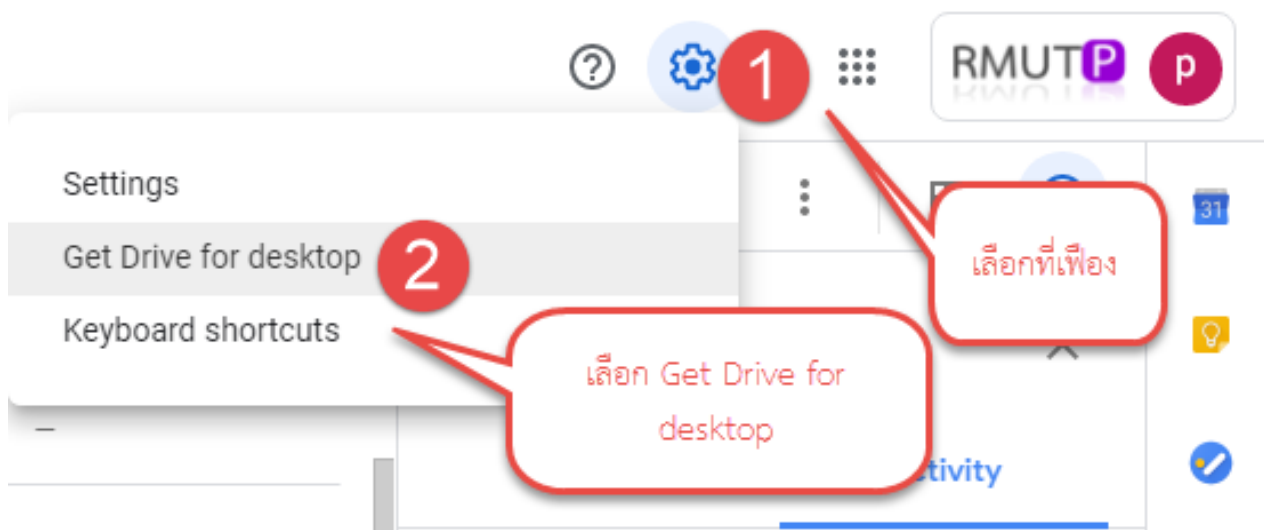 1
RMUTP
p
Settings
Get Drive for desktop
2
Keyboard shortcuts
31
เลือกที่เฟือง
เลือก Get Drive for
desktop
tivity